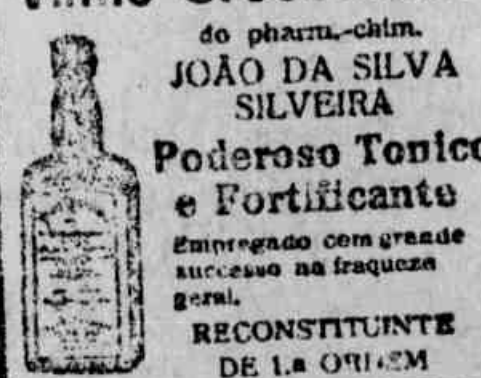 do pharm.-chim.
JOÃO DA SILVA
SILVEIRA
Poderoso Tonico
e Fortificante
Empregado com grande
successo na fraqueza
geral.
RECONSTITUINTE
DE 1.a ORDEM